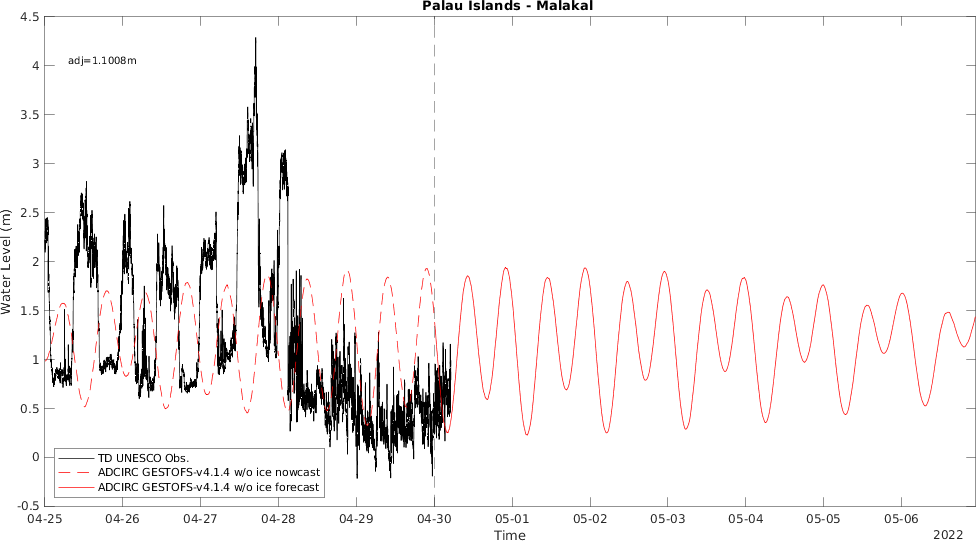 Palau Islands - Malakal
adj=1.1008m
Water Level (m)
4.5
4
3.5
3
2.5
2
1.5
1
0.5
0
-0.5
TD UNESCO Obs.
ADCIRC GESTOFS-v4.1.4 w/o ice nowcast
ADCIRC GESTOFS-v4.1.4 w/o ice forecast
04-25 04-26 04-27 04-28 04-29 04-30 05-01 05-02 05-03 05-04 05-05 05-06
Time
2022